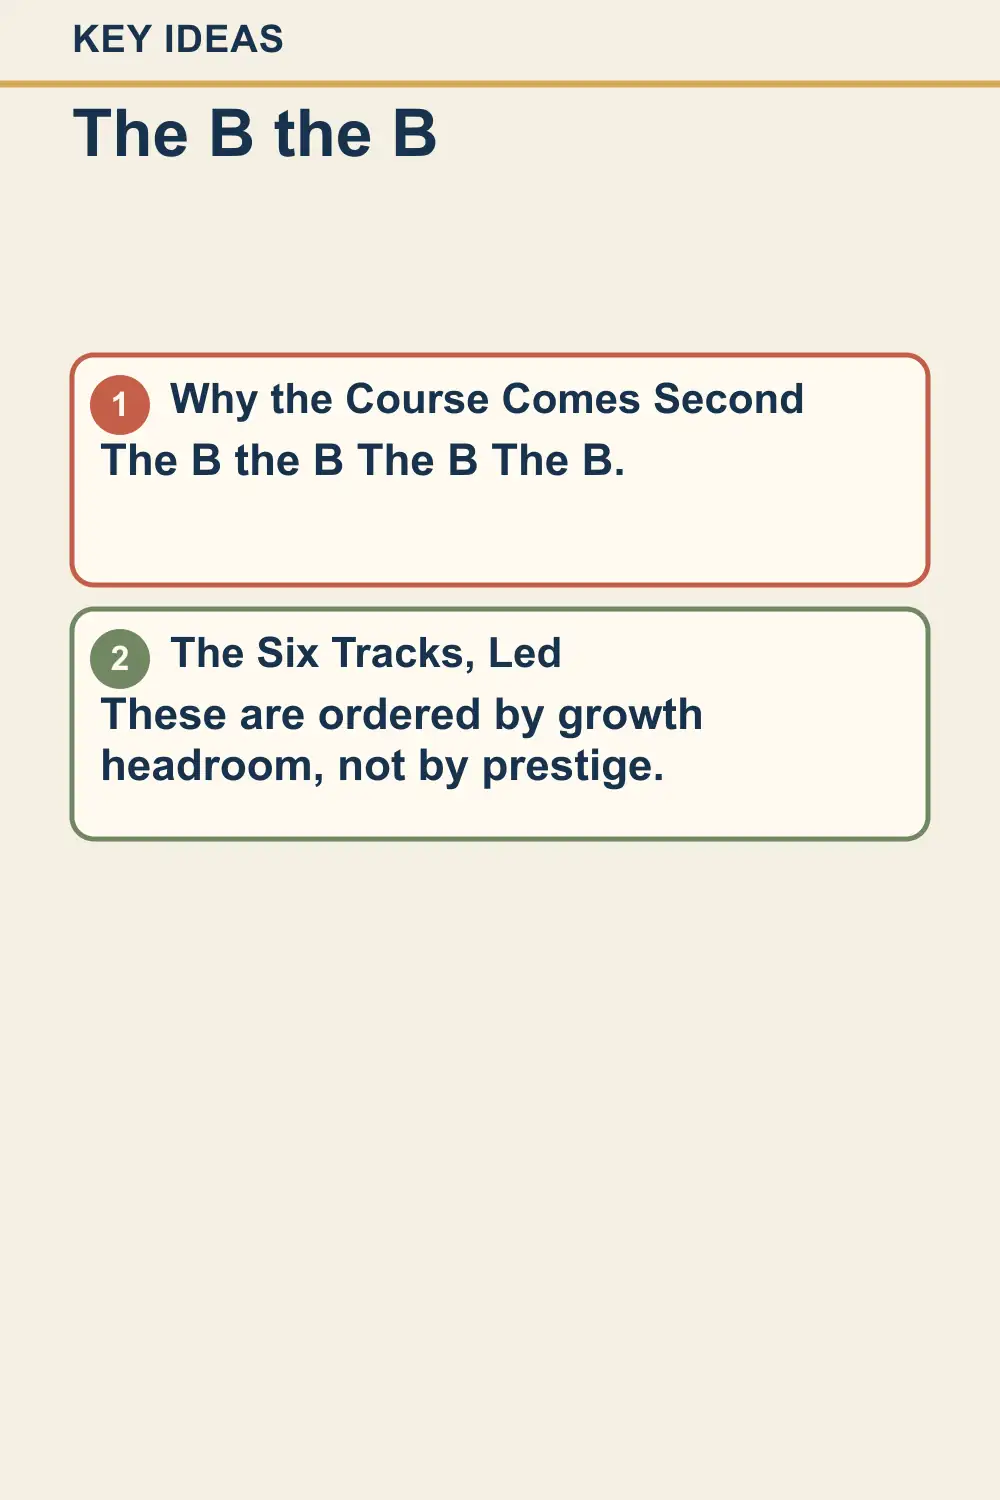 KEY IDEAS
The B the B
1 Why the Course Comes Second
The B the B The B The B.
2 The Six Tracks, Led
These are ordered by growth
headroom, not by prestige.